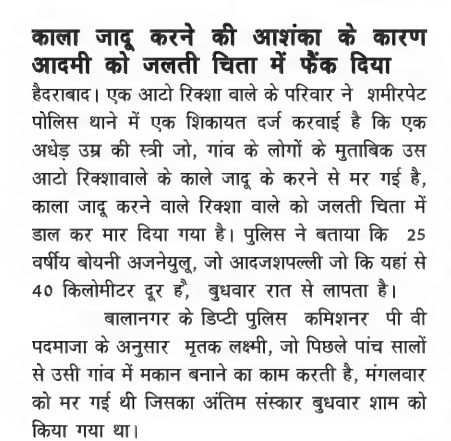 काला जादू करने की आशंका के कारण
आदमी को जलती चिता में फैंक दिया
हैदराबाद। एक आटो रिक्शा वाले के परिवार ने शमीरपेट
पोलिस थाने में एक शिकायत दर्ज करवाई है कि एक
अधेड़ उम्र की स्त्री जो, गांव के लोगों के मुताबिक उस
आटो रिक्शावाले के काले जादू के करने से मर गई है,
काला जादू करने वाले रिक्शा वाले को जलती चिता में
डाल कर मार दिया गया है। पुलिस ने बताया कि 25
वर्षीय बोयनी अजनेयुलू, जो आदजशपल्ली जो कि यहां से
40 किलोमीटर दूर है, बुधवार रात से लापता है।
बालानगर के डिप्टी पुलिस कमिशनर पी वी
पदमाजा के अनुसार मृतक लक्ष्मी, जो पिछले पांच सालों
से उसी गांव में मकान बनाने का काम करती है, मंगलवार
को मर गई थी जिसका अंतिम संस्कार बुधवार शाम को
किया गया था।